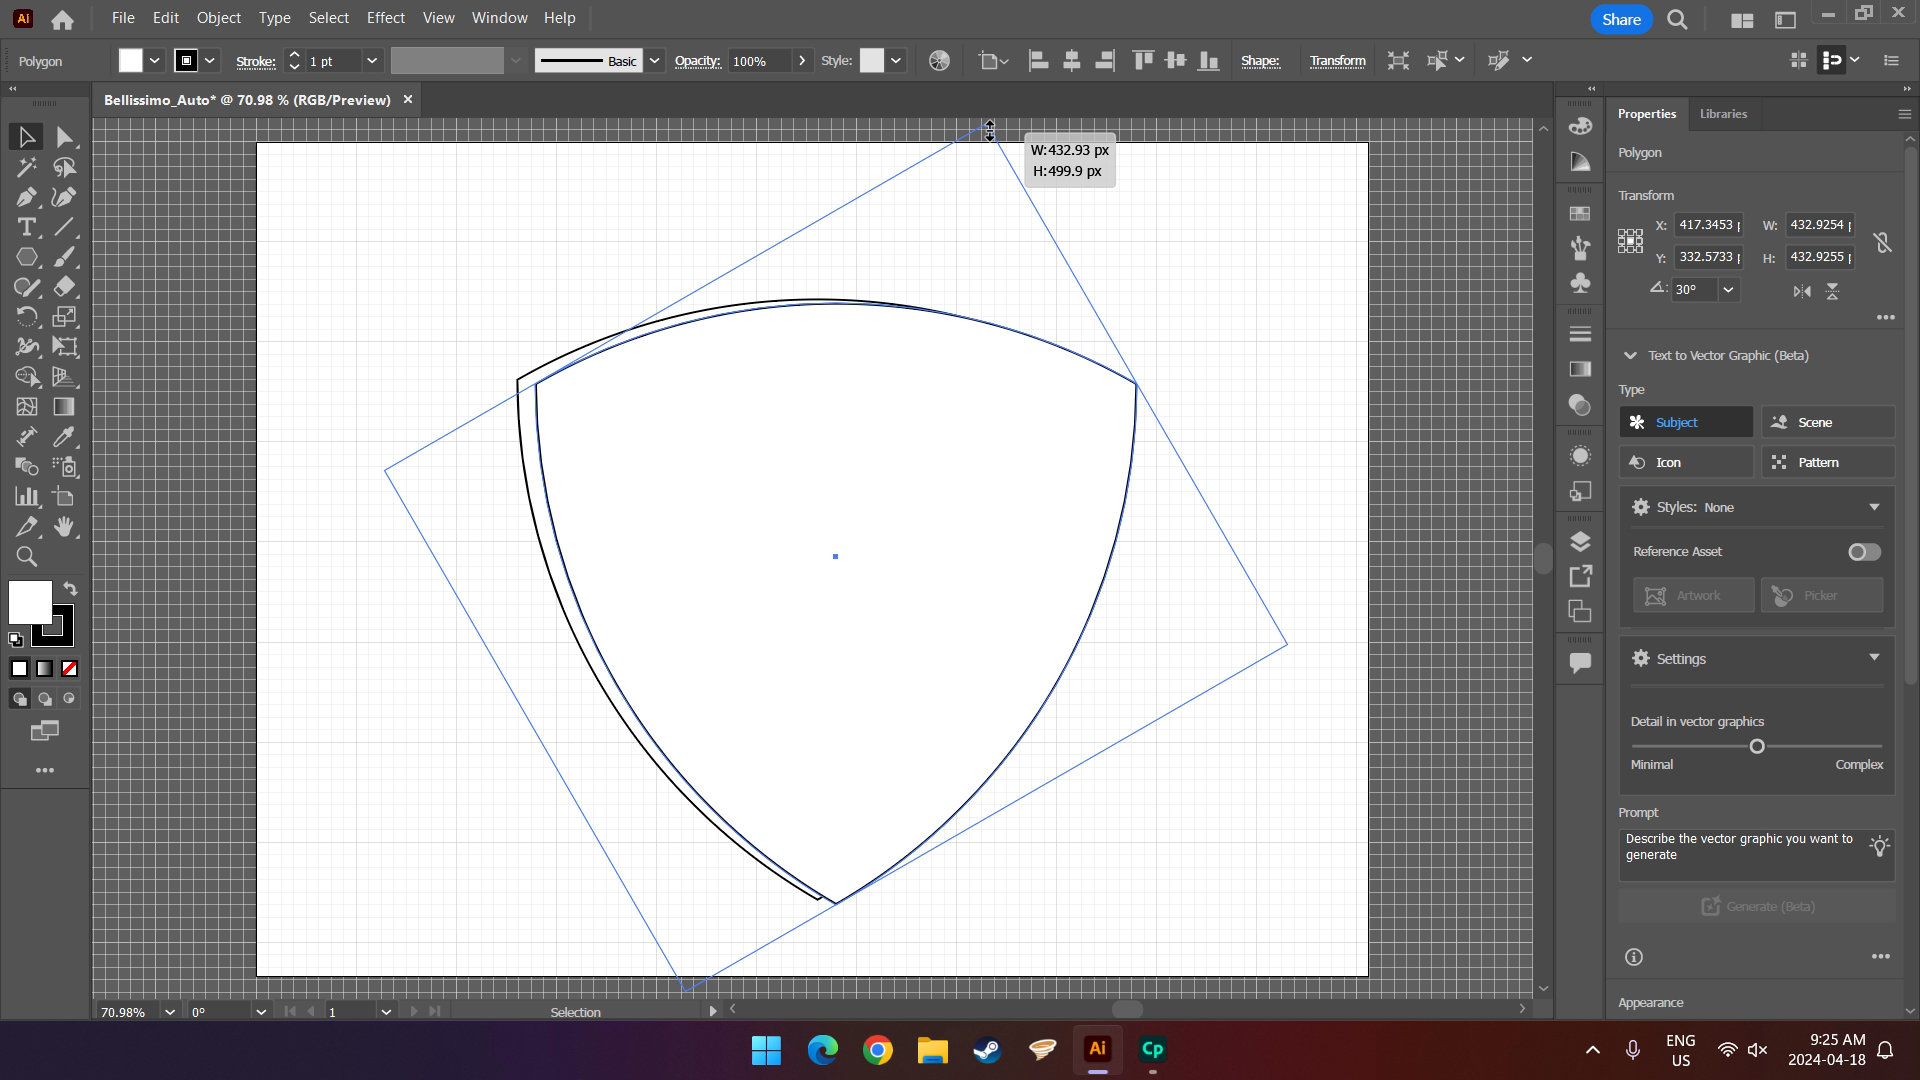 Ai File Edit Object Type Select Effect View Window Help Share
Polygon Stroke: 1 pt Basic Opacity: 100% Style: Shape: Transform
Bellissimo_Auto* @ 70.98 % (RGB/Preview)
W:432.93 px
H:499.9 px
Properties Libraries
Polygon
Transform
X: 417.3453 W: 432.9254
Y: 332.5733 H: 432.9255
30°
Text to Vector Graphic (Beta)
Type
Subject Scene
Icon Pattern
Styles: None
Reference Asset
Artwork Picker
Settings
Detail in vector graphics
Minimal Complex
Prompt
Describe the vector graphic you want to
generate
Generate (Beta)
Appearance
70.98% 0° 1 Selection
Ai Cp
ENG
US
9:25 AM
2024-04-18